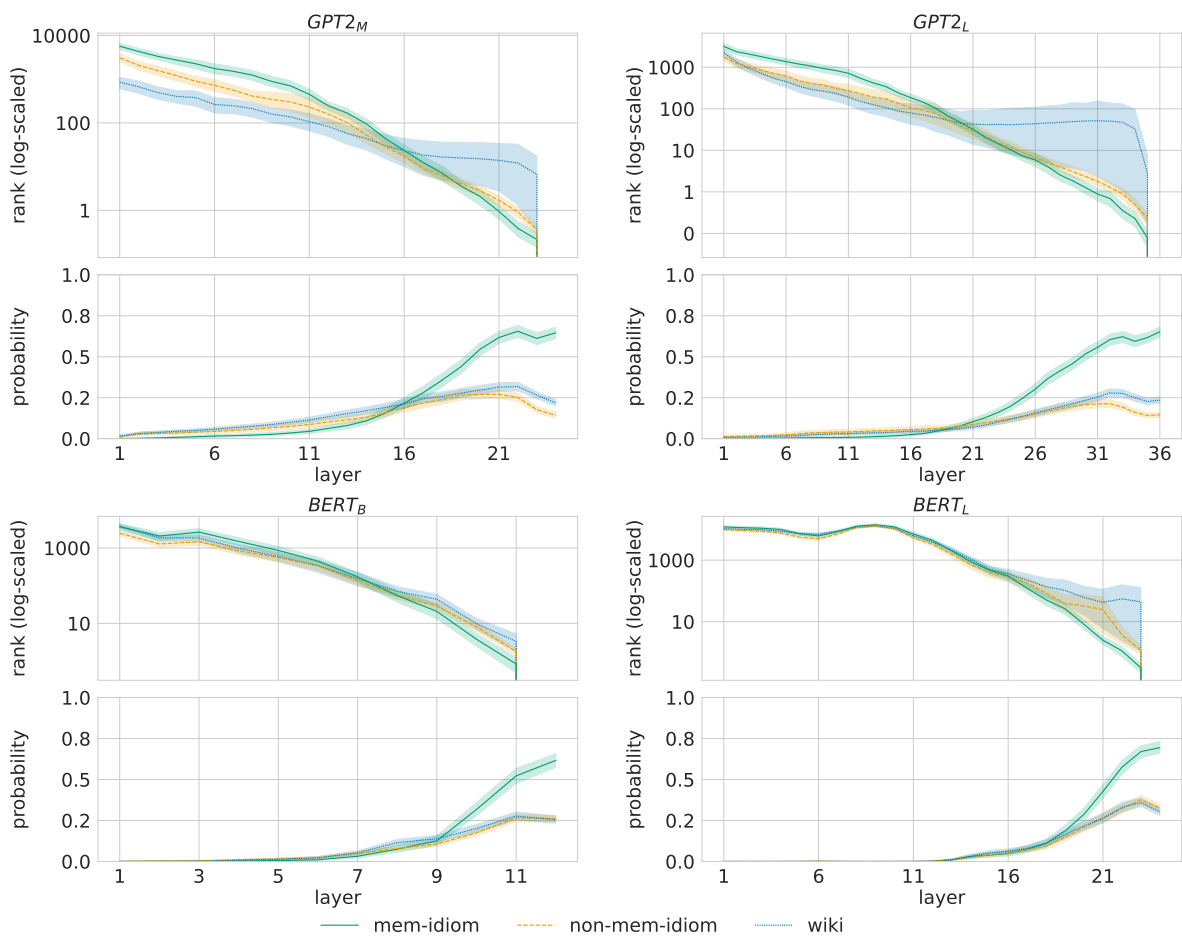 GPT2M
rank (log-scaled)
10000
100
1
probability
1.0
0.8
0.5
0.2
0.0
1 6 11 16 21
layer
GPT2L
rank (log-scaled)
1000
100
10
1
0
probability
1.0
0.8
0.5
0.2
0.0
1 6 11 16 21 26 31 36
layer
BERTB
rank (log-scaled)
1000
10
probability
1.0
0.8
0.5
0.2
0.0
1 3 5 7 9 11
layer
BERTL
rank (log-scaled)
1000
10
probability
1.0
0.8
0.5
0.2
0.0
1 6 11 16 21
layer
mem-idiom non-mem-idiom wiki